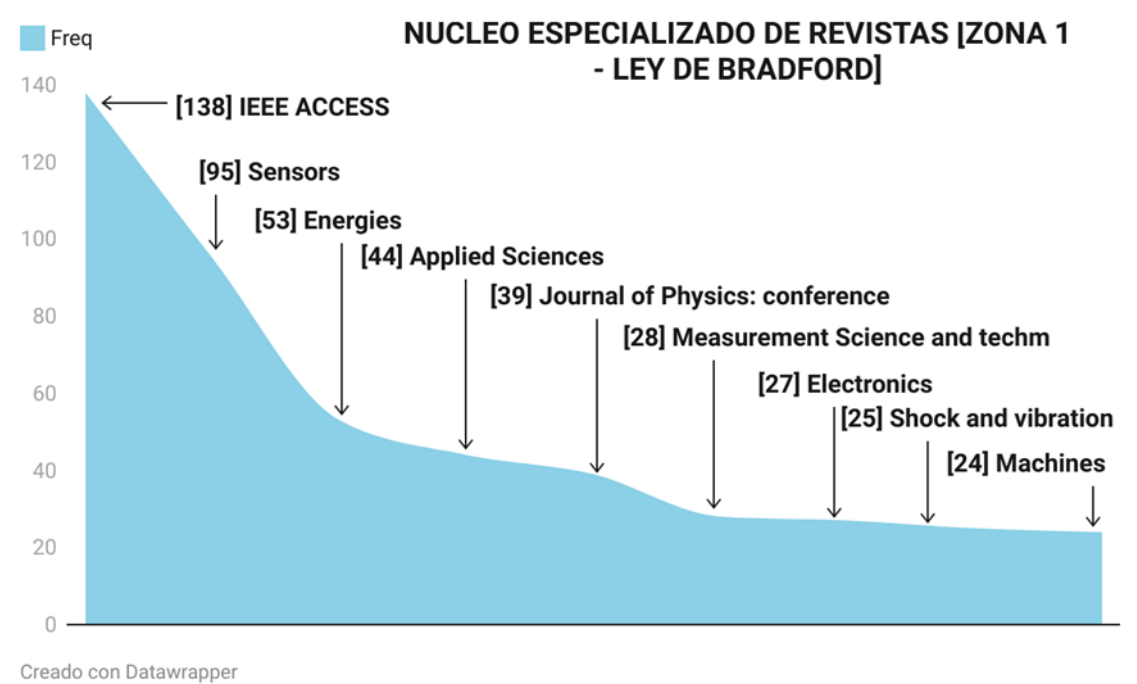 Freq
NUCLEO ESPECIALIZADO DE REVISTAS [ZONA 1
- LEY DE BRADFORD]
140
[138] IEEE ACCESS
120
[95] Sensors
[53] Energies
100
[44] Applied Sciences
[39] Journal of Physics: conference
80
[28] Measurement Science and techm
[27] Electronics
60
[25] Shock and vibration
[24] Machines
40
20
0
Creado con Datawrapper